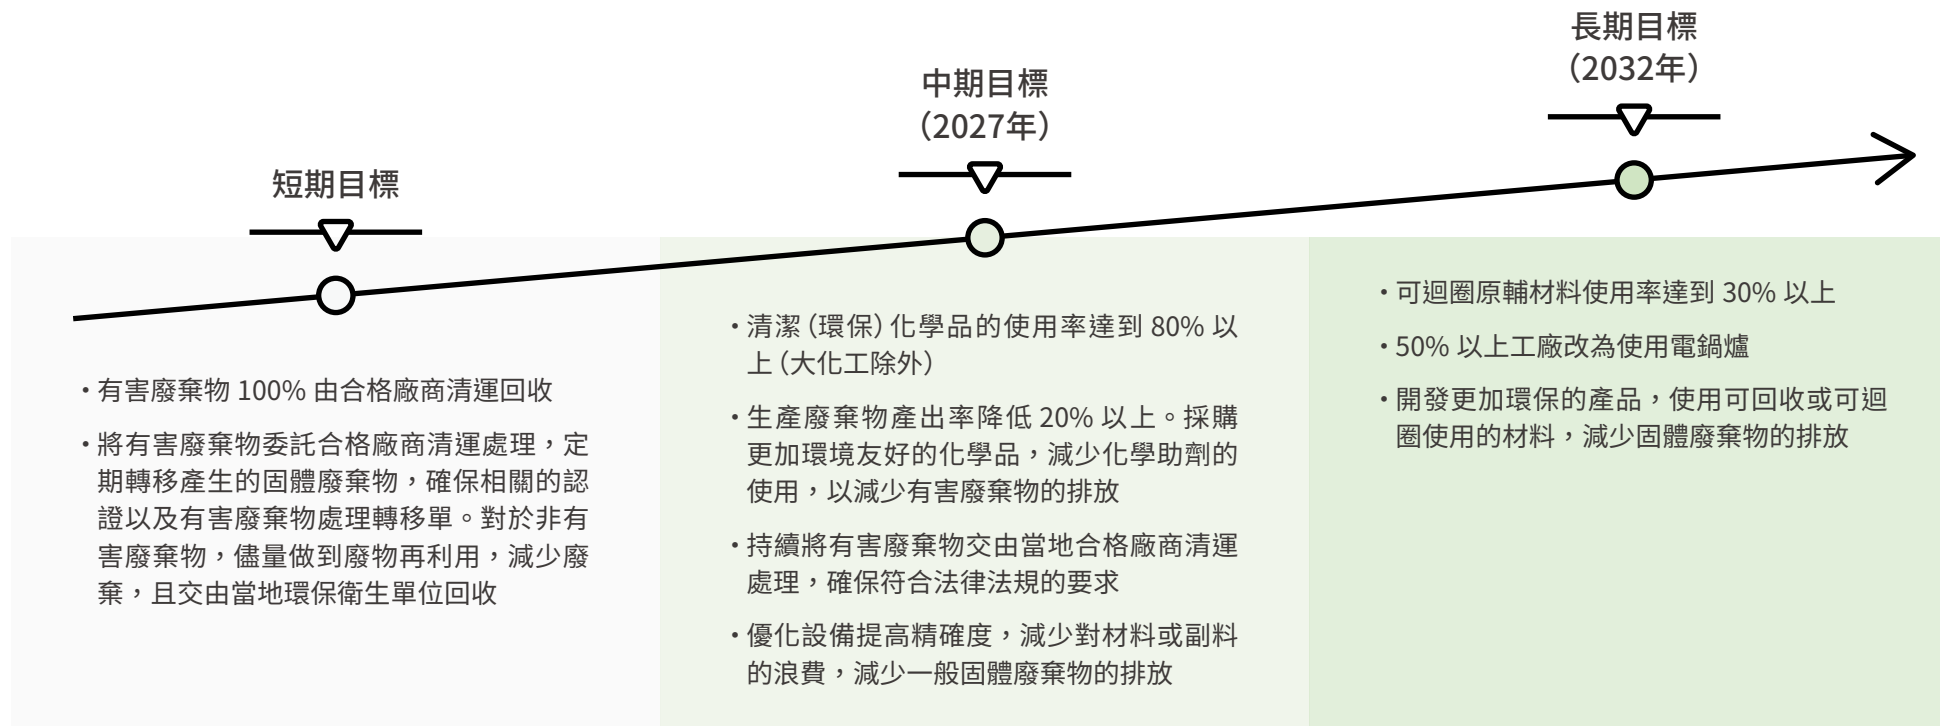 短期目標
・有害廢棄物 100% 由合格廠商清運回收
・將有害廢棄物委託合格廠商清運處理，定
期轉移產生的固體廢棄物，確保相關的認
證以及有害廢棄物處理轉移單。對於非有
害廢棄物，儘量做到廢物再利用，減少廢
棄，且交由當地環保衛生單位回收
中期目標
（2027年）
・清潔（環保）化學品的使用率達到 80% 以
上（大化工除外）
・生產廢棄物產出率降低 20% 以上。採購
更加環境友好的化學品，減少化學助劑的
使用，以減少有害廢棄物的排放
・持續將有害廢棄物交由當地合格廠商清運
處理，確保符合法律法規的要求
・優化設備提高精確度，減少對材料或副料
的浪費，減少一般固體廢棄物的排放
長期目標
（2032年）
・可迴圈原輔材料使用率達到 30% 以上
・50% 以上工廠改為使用電鍋爐
・開發更加環保的產品，使用可回收或可迴
圈使用的材料，減少固體廢棄物的排放